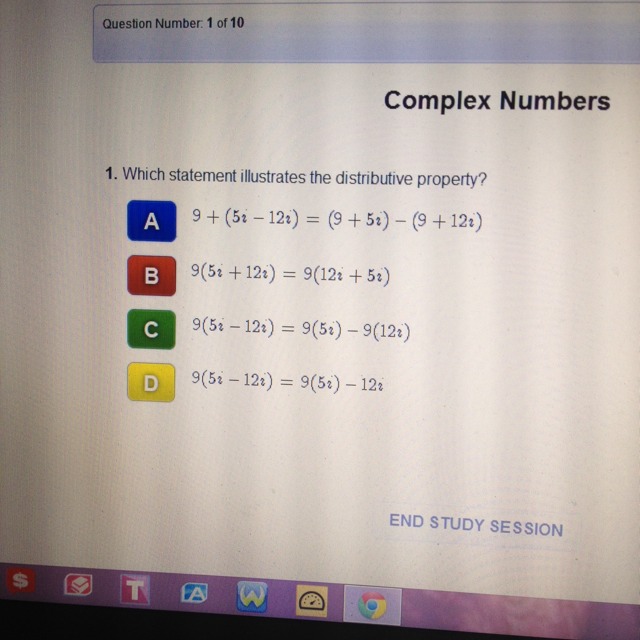 Question Number: 1 of 10
Complex Numbers
1. Which statement illustrates the distributive property?
A 9 + (5i − 12i) = (9 + 5i) − (9 + 12i)
B 9(5i + 12i) = 9(12i + 5i)
C 9(5i − 12i) = 9(5i) − 9(12i)
D 9(5i − 12i) = 9(5i) − 12i
END STUDY SESSION
$ T A W